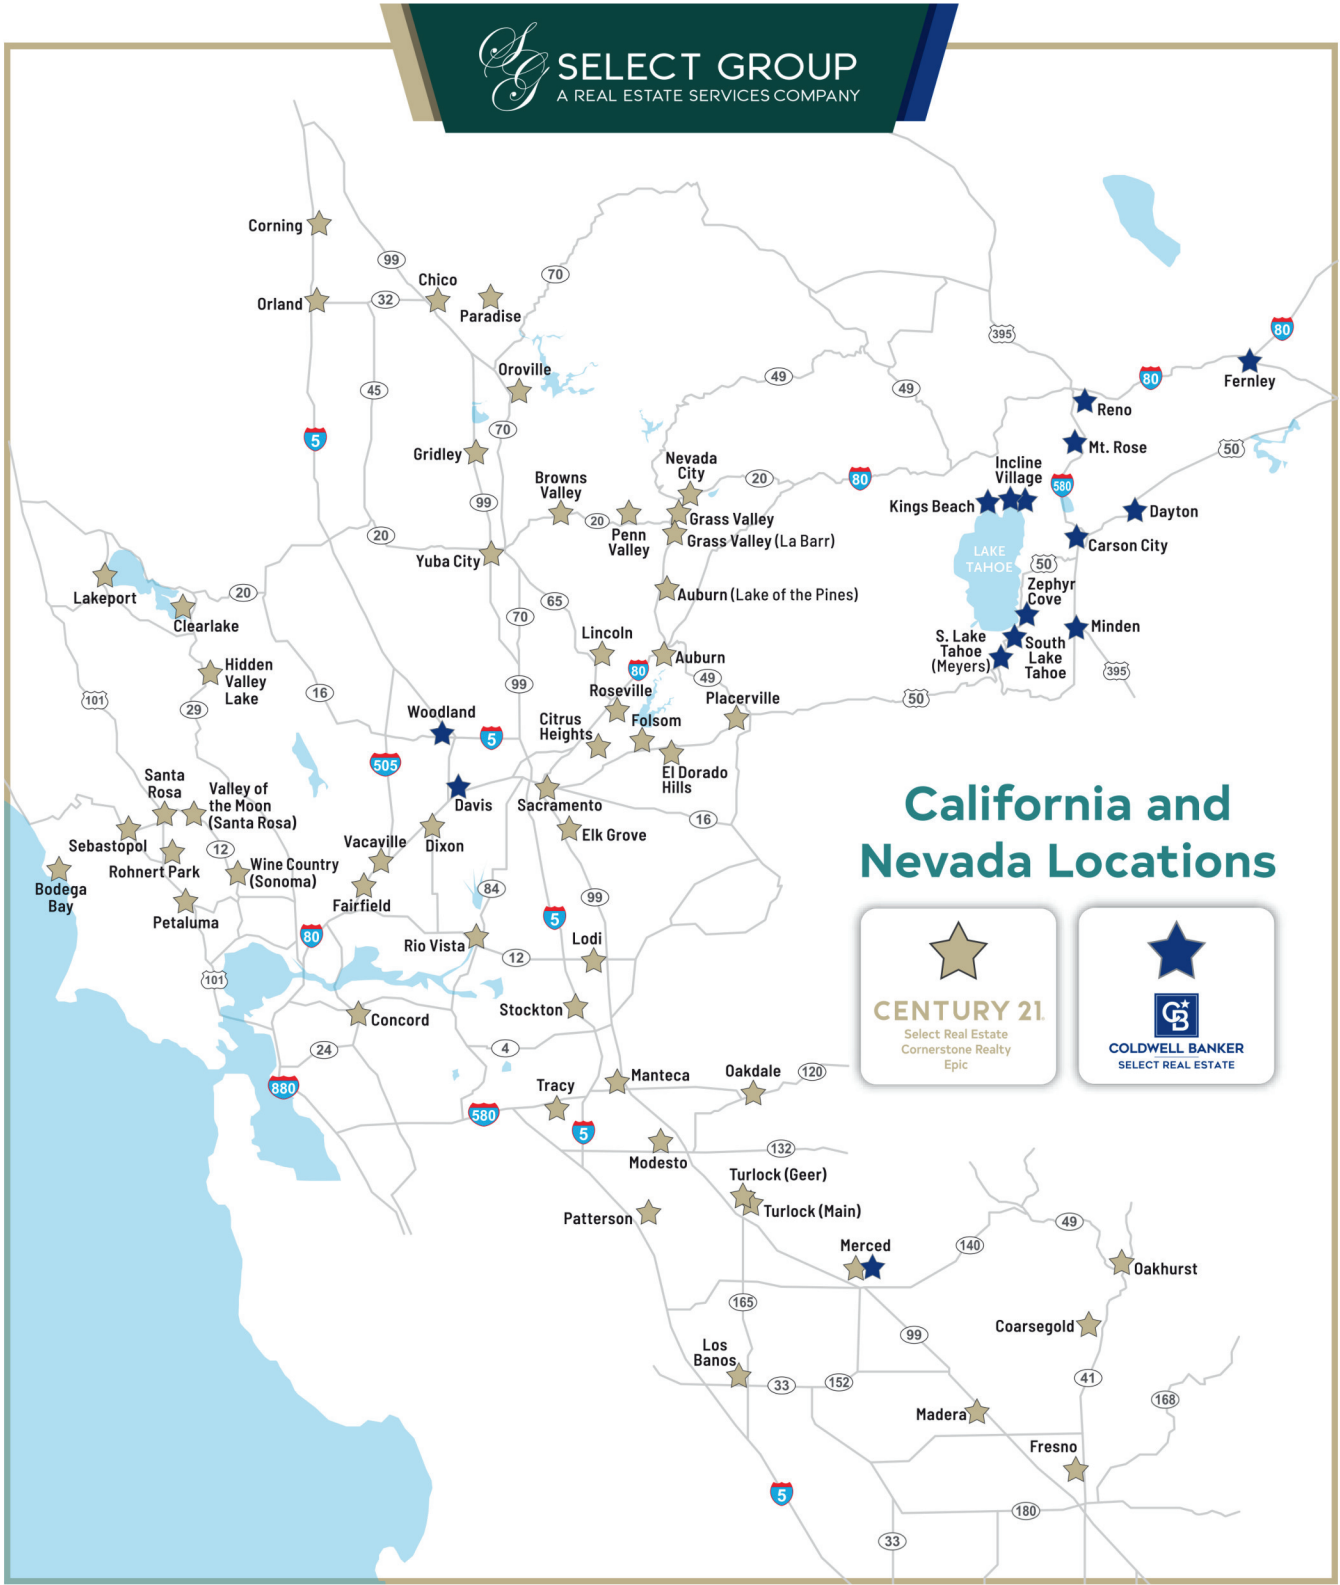 SG
SELECT GROUP
A REAL ESTATE SERVICES COMPANY
Corning
99
Chico
70
Orland
32
Paradise
395
80
Oroville
49
49
80
Fernley
45
Reno
5
70
Gridley
Mt. Rose
50
Nevada
City
Incline
Village
Browns
Valley
20
80
580
99
Kings Beach
Dayton
20
Grass Valley
Penn
Valley
Grass Valley (La Barr)
20
Carson City
Yuba City
LAKE
TAHOE
50
Lakeport
Zephyr
Cove
20
65
Auburn (Lake of the Pines)
Clearlake
70
Lincoln
Minden
S. Lake
Tahoe
(Meyers)
South
Lake
Tahoe
Auburn
Hidden
Valley
Lake
80
49
395
99
16
Roseville
Placerville
101
50
29
Woodland
5
Citrus
Heights
Folsom
505
El Dorado
Hills
Santa
Rosa
Valley of
the Moon
(Santa Rosa)
Davis
Sacramento
16
California and
Nevada Locations
Sebastopol
Vacaville
Dixon
Elk Grove
12
Rohnert Park
Wine Country
(Sonoma)
Bodega
Bay
84
99
Fairfield
Petaluma
5
80
Rio Vista
Lodi
12
101
Stockton
Concord
CENTURY 21.
Select Real Estate
Cornerstone Realty
Epic
CB
COLDWELL BANKER
SELECT REAL ESTATE
24
4
880
Tracy
Manteca
Oakdale
120
580
5
132
Modesto
Turlock (Geer)
Patterson
Turlock (Main)
49
Merced
140
Oakhurst
165
Coarsegold
99
Los
Banos
33
152
41
168
Madera
Fresno
5
180
33